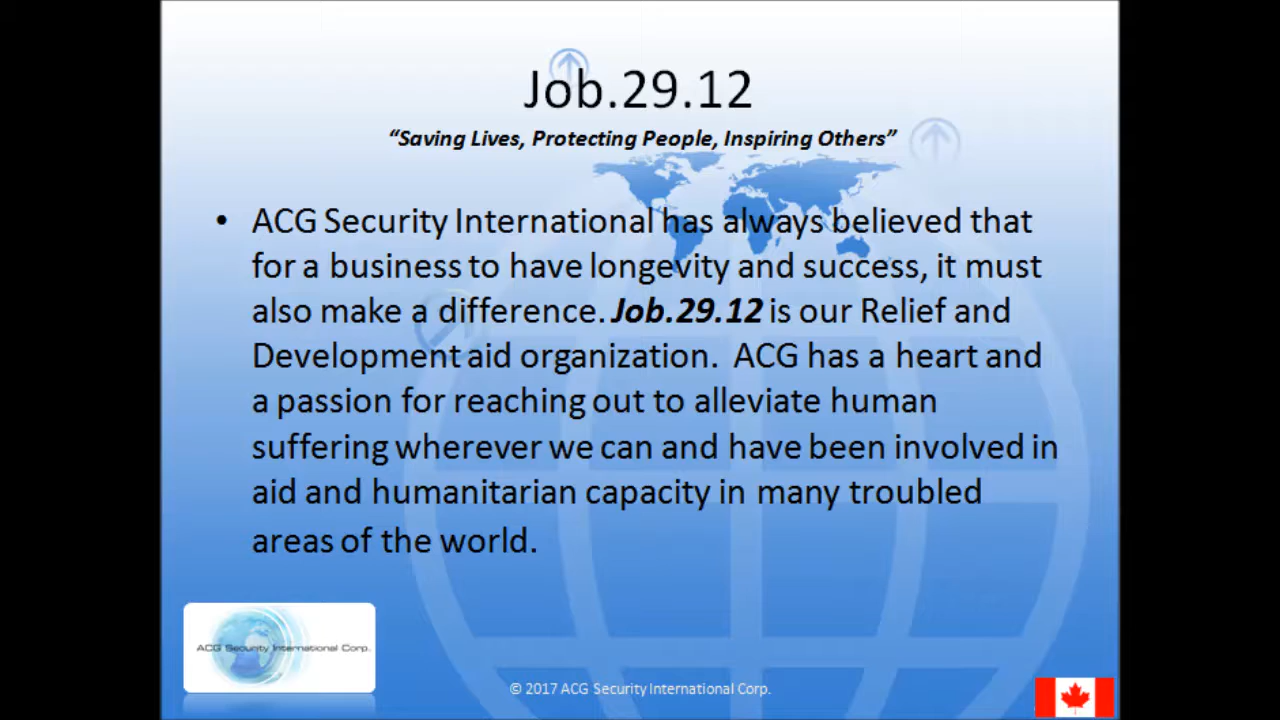 Job.29.12
“Saving Lives, Protecting People, Inspiring Others”
• ACG Security International has always believed that
for a business to have longevity and success, it must
also make a difference. Job.29.12 is our Relief and
Development aid organization.  ACG has a heart and
a passion for reaching out to alleviate human
suffering wherever we can and have been involved in
aid and humanitarian capacity in many troubled
areas of the world.
ACG Security International Corp.
© 2017 ACG Security International Corp.